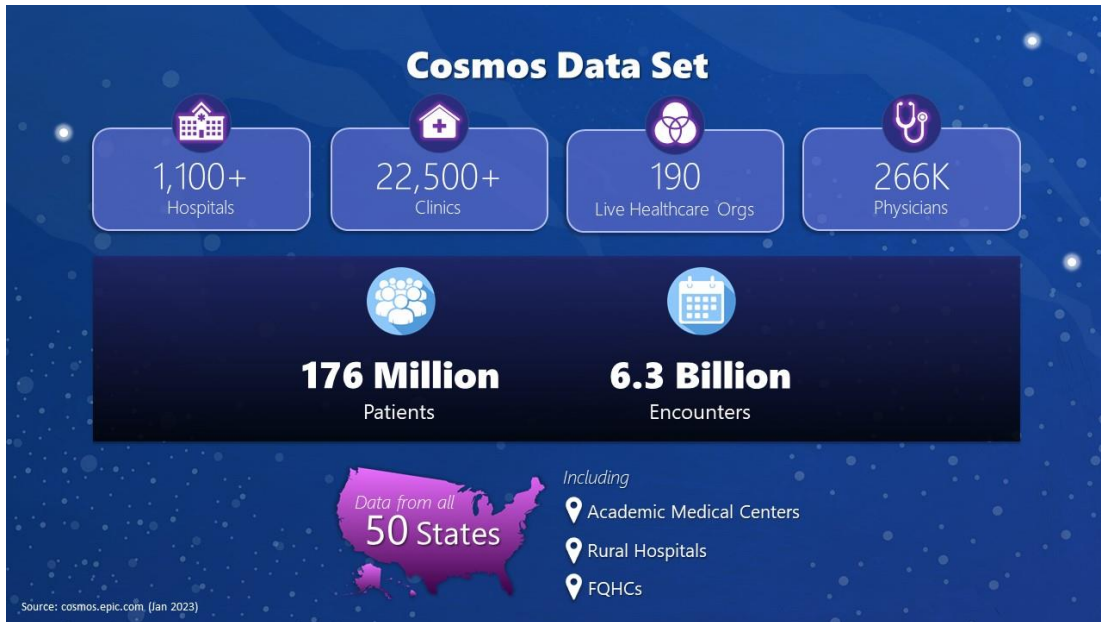 Cosmos Data Set
1,100+
Hospitals
22,500+
Clinics
190
Live Healthcare Orgs
266K
Physicians
176 Million
Patients
6.3 Billion
Encounters
Data from all
50 States
Including
Academic Medical Centers
Rural Hospitals
FQHCs
Source: cosmos.epic.com (Jan 2023)